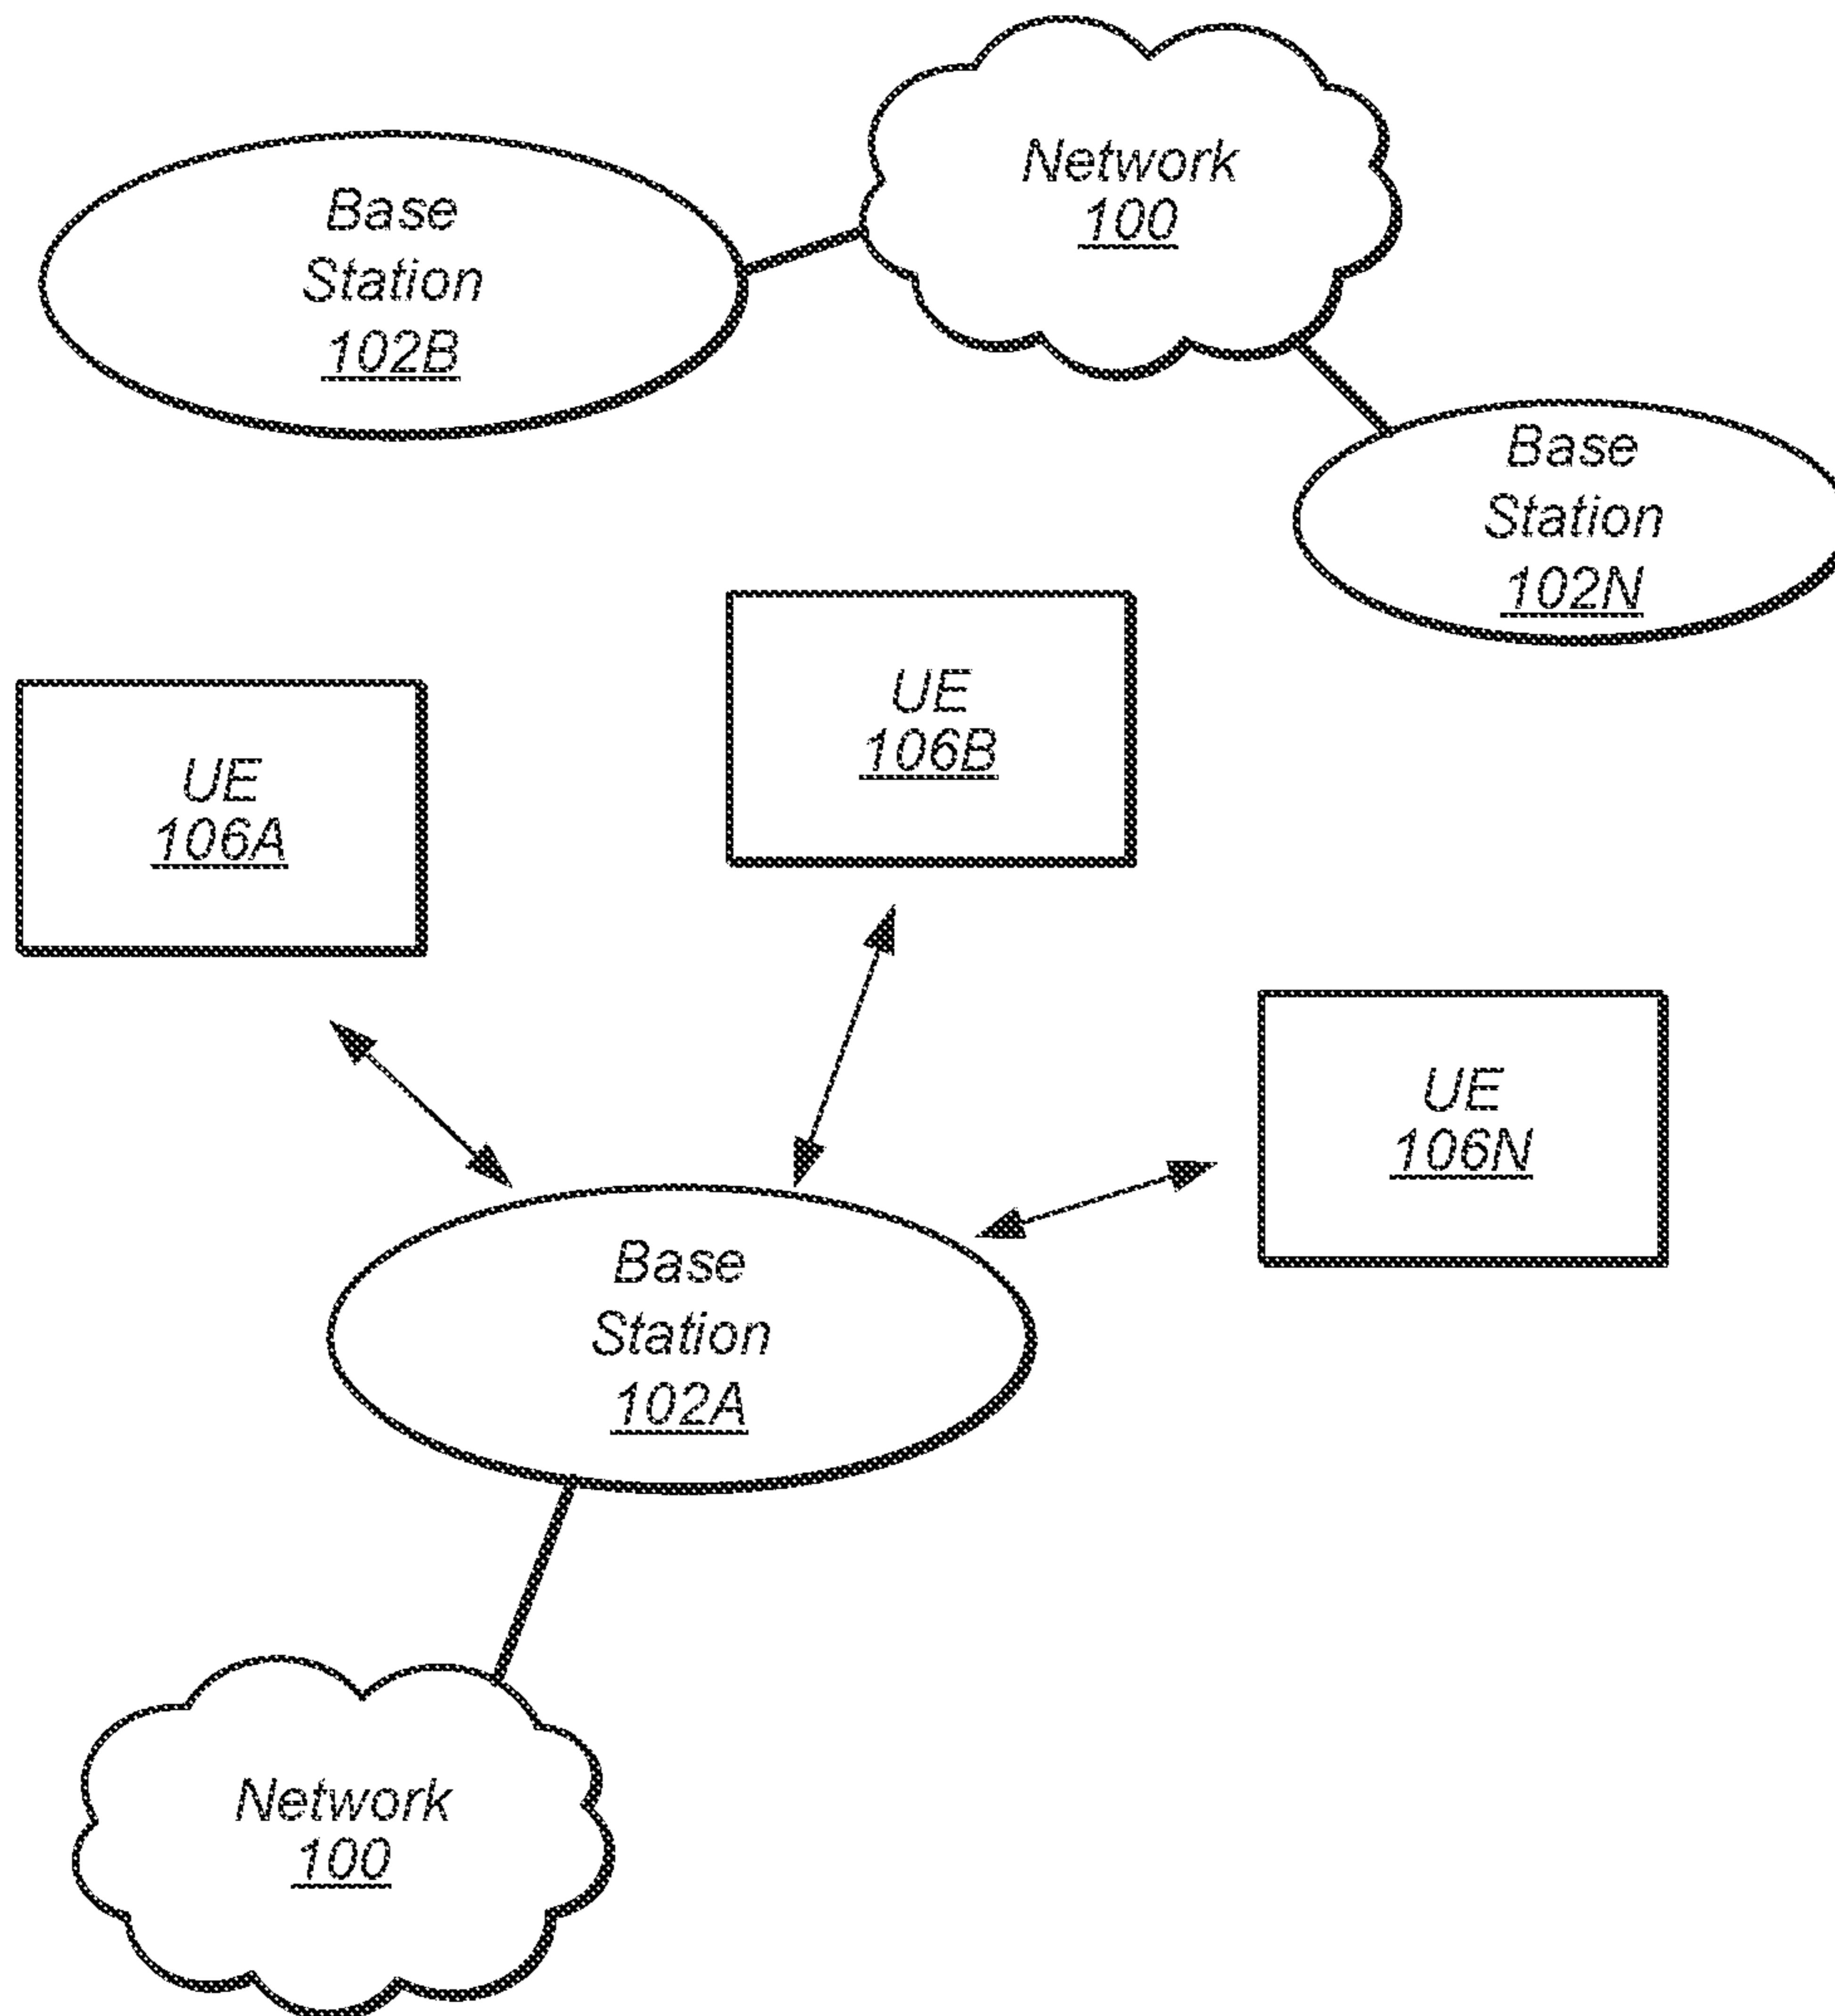 Network
100
Base
Station
102B
Base
Station
102N
UE
106B
UE
106A
UE
106N
Base
Station
102A
Network
100